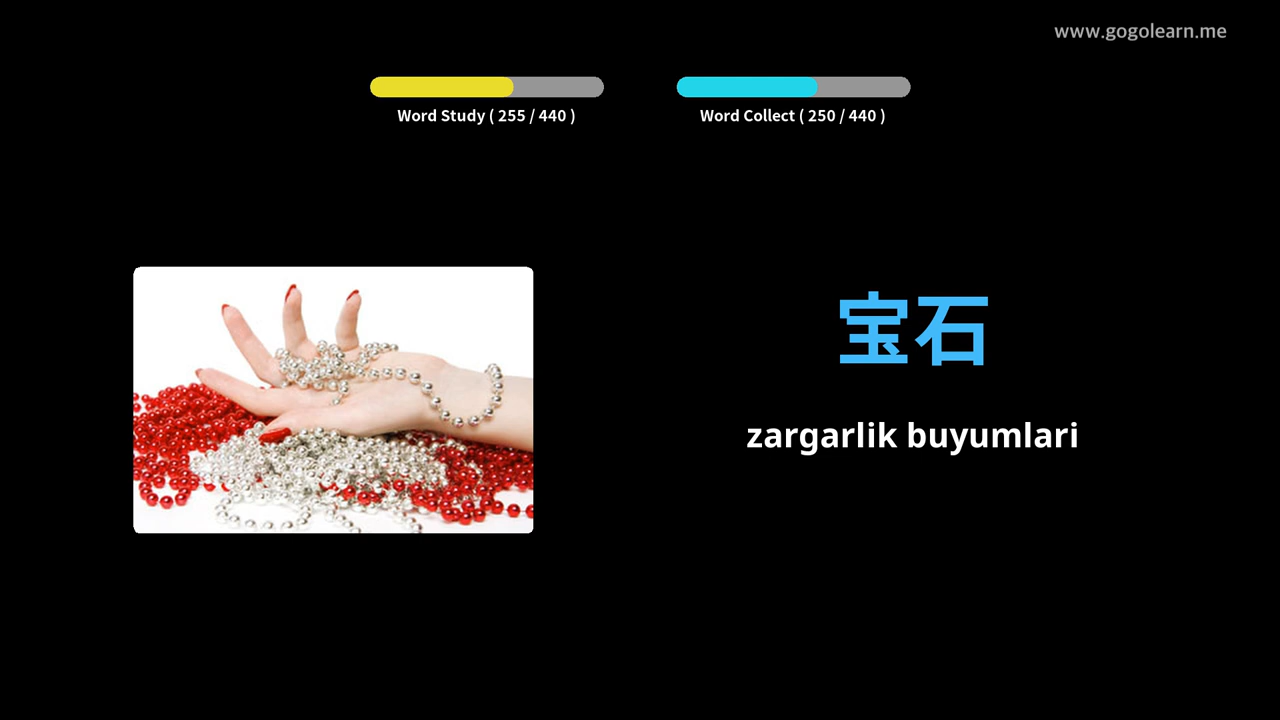 www.gogolearn.me
Word Study ( 255 / 440 )
Word Collect ( 250 / 440 )
宝石
zargarlik buyumlari